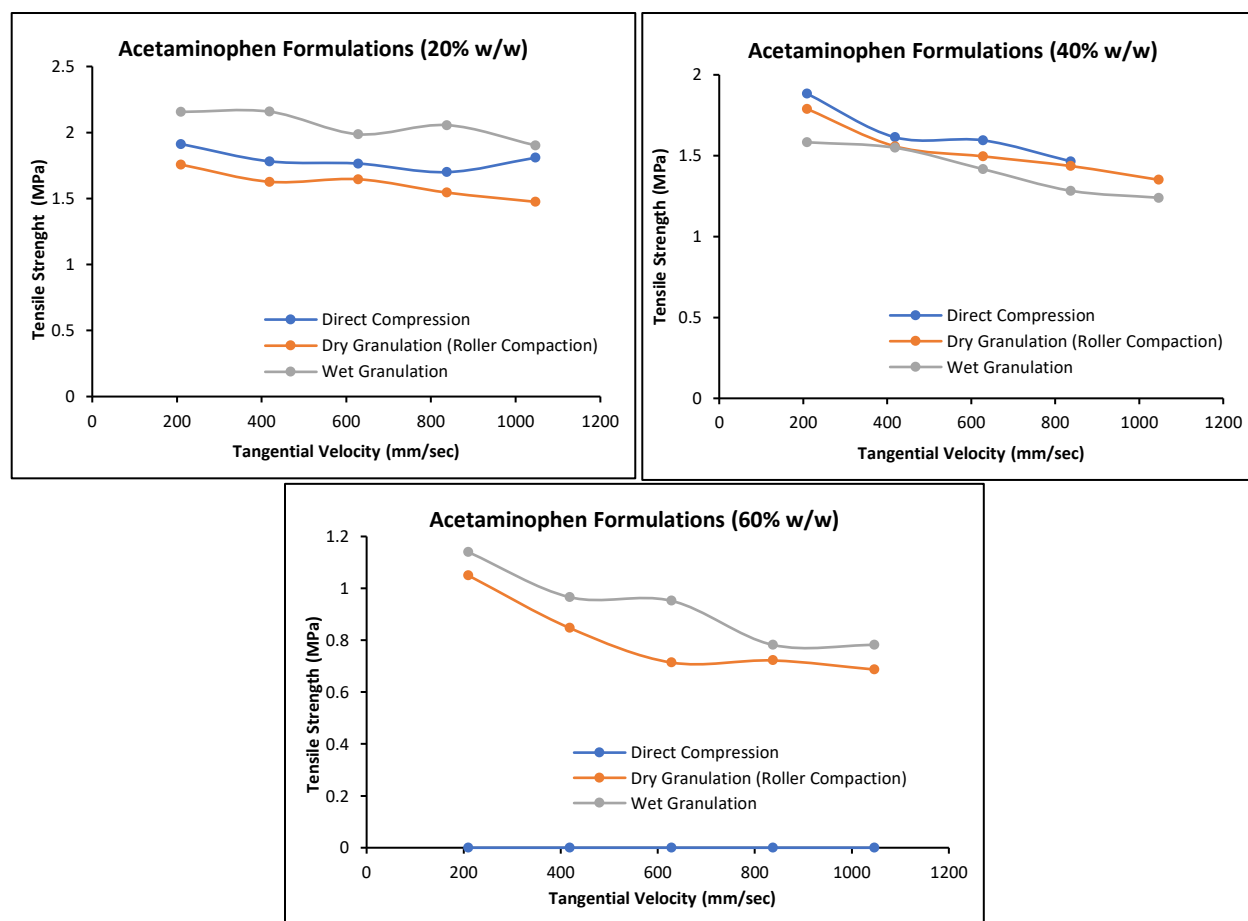 Acetaminophen Formulations (20% w/w)
2.5
2
1.5
1
0.5
0
Tensile Strenght (MPa)
Direct Compression
Dry Granulation (Roller Compaction)
Wet Granulation
0 200 400 600 800 1000 1200
Tangential Velocity (mm/sec)
Acetaminophen Formulations (40% w/w)
2
1.5
1
0.5
0
Tensile Strength (MPa)
Direct Compression
Dry Granulation (Roller Compaction)
Wet Granulation
0 200 400 600 800 1000 1200
Tangential Velocity (mm/sec)
Acetaminophen Formulations (60% w/w)
1.2
1
0.8
0.6
0.4
0.2
0
Tensile Strength (MPa)
Direct Compression
Dry Granulation (Roller Compaction)
Wet Granulation
0 200 400 600 800 1000 1200
Tangential Velocity (mm/sec)